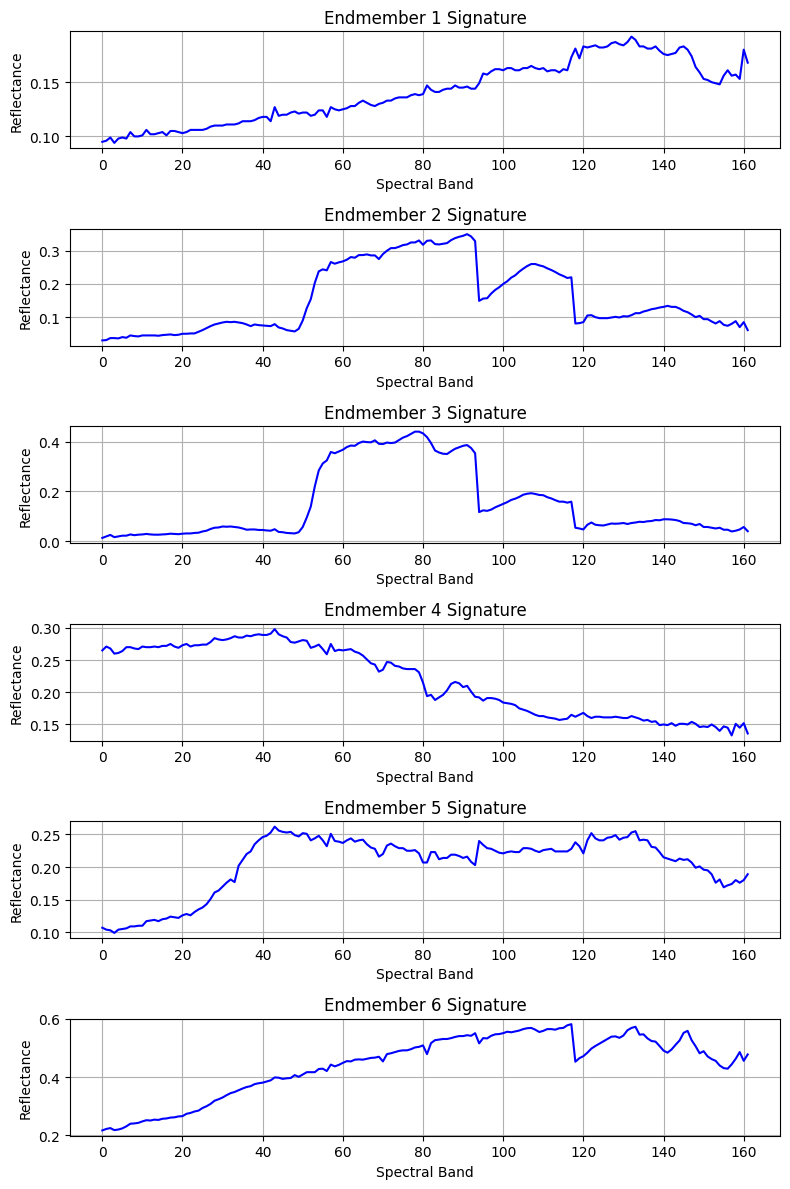 Endmember 1 Signature
0.15
0.10
Reflectance
0 20 40 60 80 100 120 140 160
Spectral Band
Endmember 2 Signature
0.3
0.2
0.1
Reflectance
0 20 40 60 80 100 120 140 160
Spectral Band
Endmember 3 Signature
0.4
0.2
0.0
Reflectance
0 20 40 60 80 100 120 140 160
Spectral Band
Endmember 4 Signature
0.30
0.25
0.20
0.15
Reflectance
0 20 40 60 80 100 120 140 160
Spectral Band
Endmember 5 Signature
0.25
0.20
0.15
0.10
Reflectance
0 20 40 60 80 100 120 140 160
Spectral Band
Endmember 6 Signature
0.6
0.4
0.2
Reflectance
0 20 40 60 80 100 120 140 160
Spectral Band